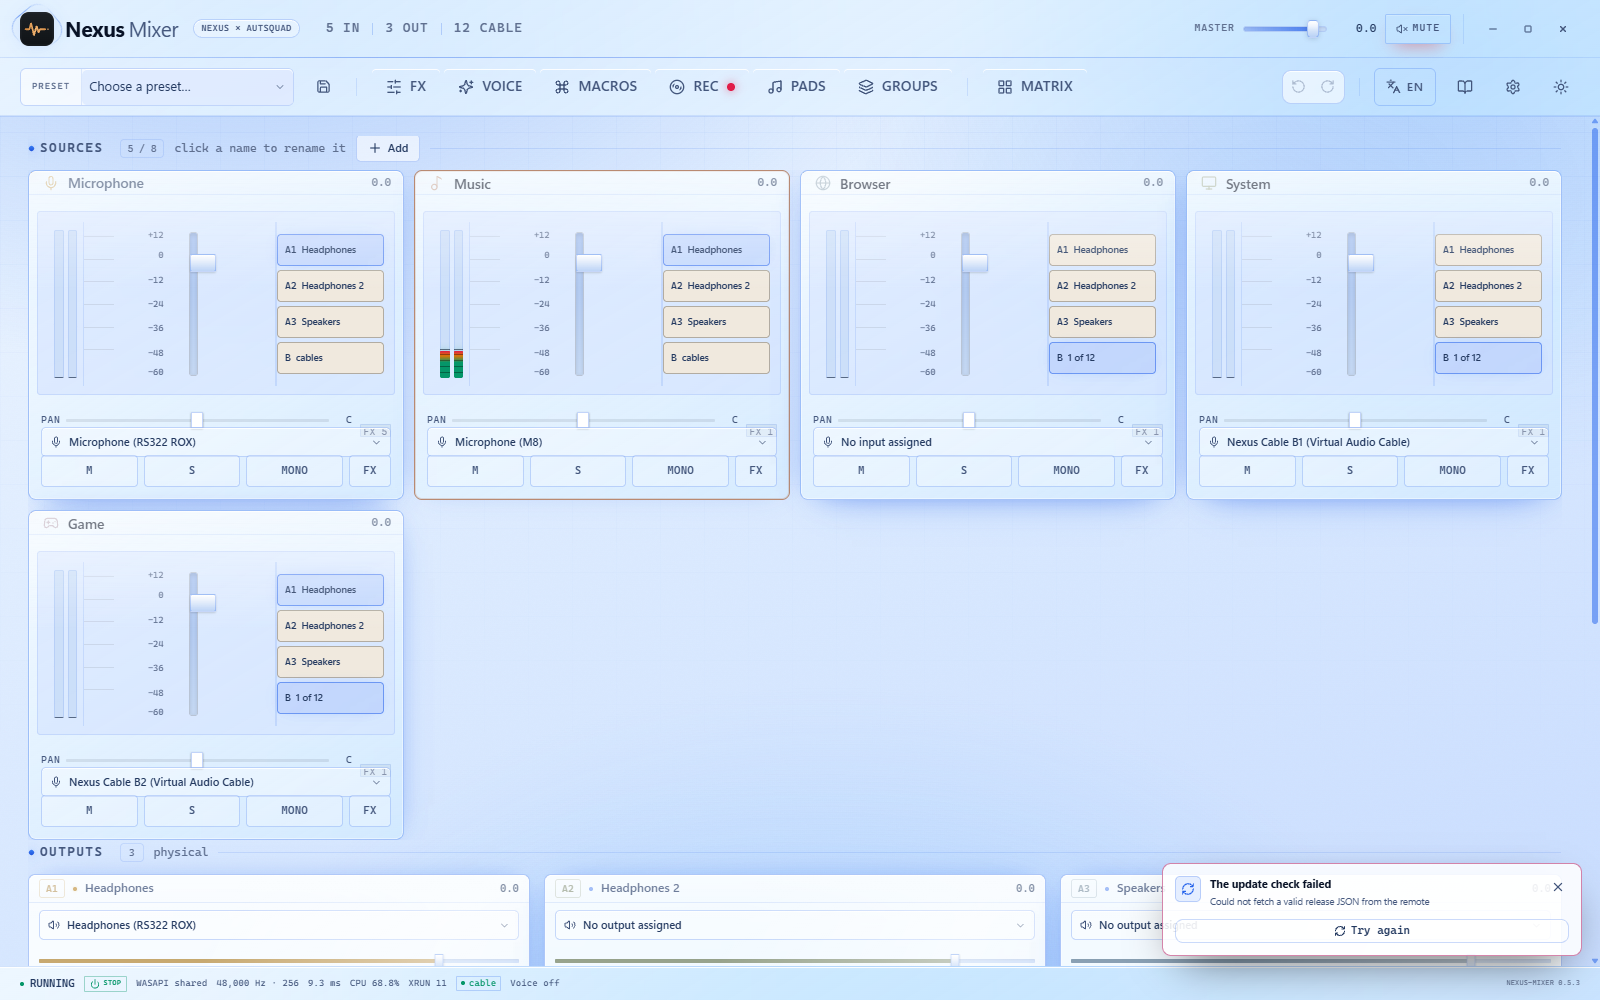 Nexus Mixer
NEXUS × AUTSQUAD
5 IN | 3 OUT | 12 CABLE
MASTER 0.0 MUTE
PRESET Choose a preset... FX VOICE MACROS REC PADS GROUPS MATRIX EN
SOURCES 5 / 8 click a name to rename it + Add
Microphone 0.0
+12
0
-12
-24
-36
-48
-60
A1 Headphones
A2 Headphones 2
A3 Speakers
B cables
PAN C
FX 5
Microphone (RS322 ROX)
M S MONO FX
Music 0.0
+12
0
-12
-24
-36
-48
-60
A1 Headphones
A2 Headphones 2
A3 Speakers
B cables
PAN C
FX 1
Microphone (M8)
M S MONO FX
Browser 0.0
+12
0
-12
-24
-36
-48
-60
A1 Headphones
A2 Headphones 2
A3 Speakers
B 1 of 12
PAN C
FX 1
No input assigned
M S MONO FX
System 0.0
+12
0
-12
-24
-36
-48
-60
A1 Headphones
A2 Headphones 2
A3 Speakers
B 1 of 12
PAN C
FX 1
Nexus Cable B1 (Virtual Audio Cable)
M S MONO FX
Game 0.0
+12
0
-12
-24
-36
-48
-60
A1 Headphones
A2 Headphones 2
A3 Speakers
B 1 of 12
PAN C
FX 1
Nexus Cable B2 (Virtual Audio Cable)
M S MONO FX
OUTPUTS 3 physical
A1 Headphones 0.0
Headphones (RS322 ROX)
A2 Headphones 2 0.0
No output assigned
A3 Speakers 0.0
No output assigned
The update check failed
Could not fetch a valid release JSON from the remote
Try again
RUNNING STOP WASAPI shared 48,000 Hz · 256 9.3 ms CPU 68.8% XRUN 11 cable Voice off
NEXUS-MIXER 0.5.3